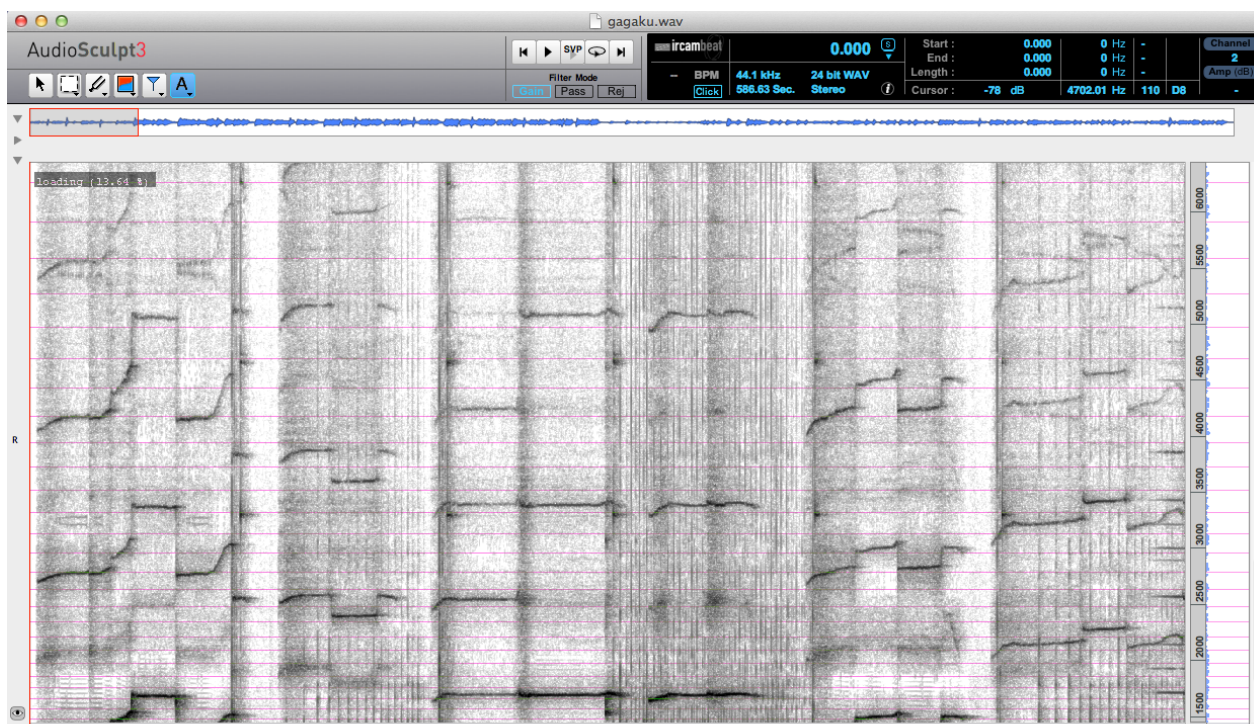 gagaku.wav
AudioSculpt3
SVP
Filter Mode
Gain Pass Rej
ircambeat 0.000 S
– BPM 44.1 kHz 24 bit WAV
Click 586.63 Sec. Stereo i
Start : 0.000 0 Hz - Channel
End : 0.000 0 Hz - 2
Length : 0.000 0 Hz - Amp (dB)
Cursor : -78 dB 4702.01 Hz 110 D8 -
A
loading (13.64 %)
R
6000
5500
5000
4500
4000
3500
3000
2500
2000
1500